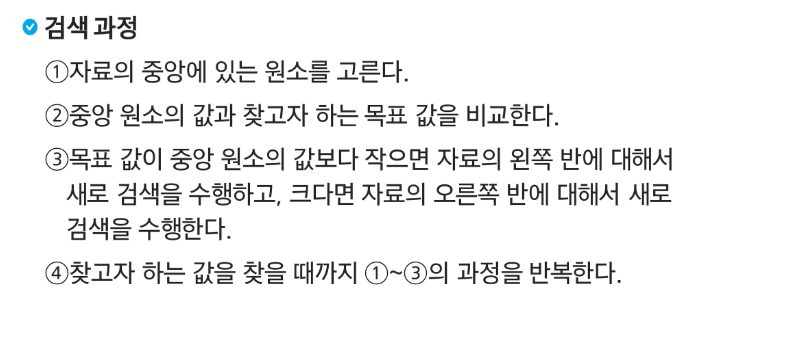 검색 과정
①자료의 중앙에 있는 원소를 고른다.
②중앙 원소의 값과 찾고자 하는 목표 값을 비교한다.
③목표 값이 중앙 원소의 값보다 작으면 자료의 왼쪽 반에 대해서
새로 검색을 수행하고, 크다면 자료의 오른쪽 반에 대해서 새로
검색을 수행한다.
④찾고자 하는 값을 찾을 때까지 ①~③의 과정을 반복한다.